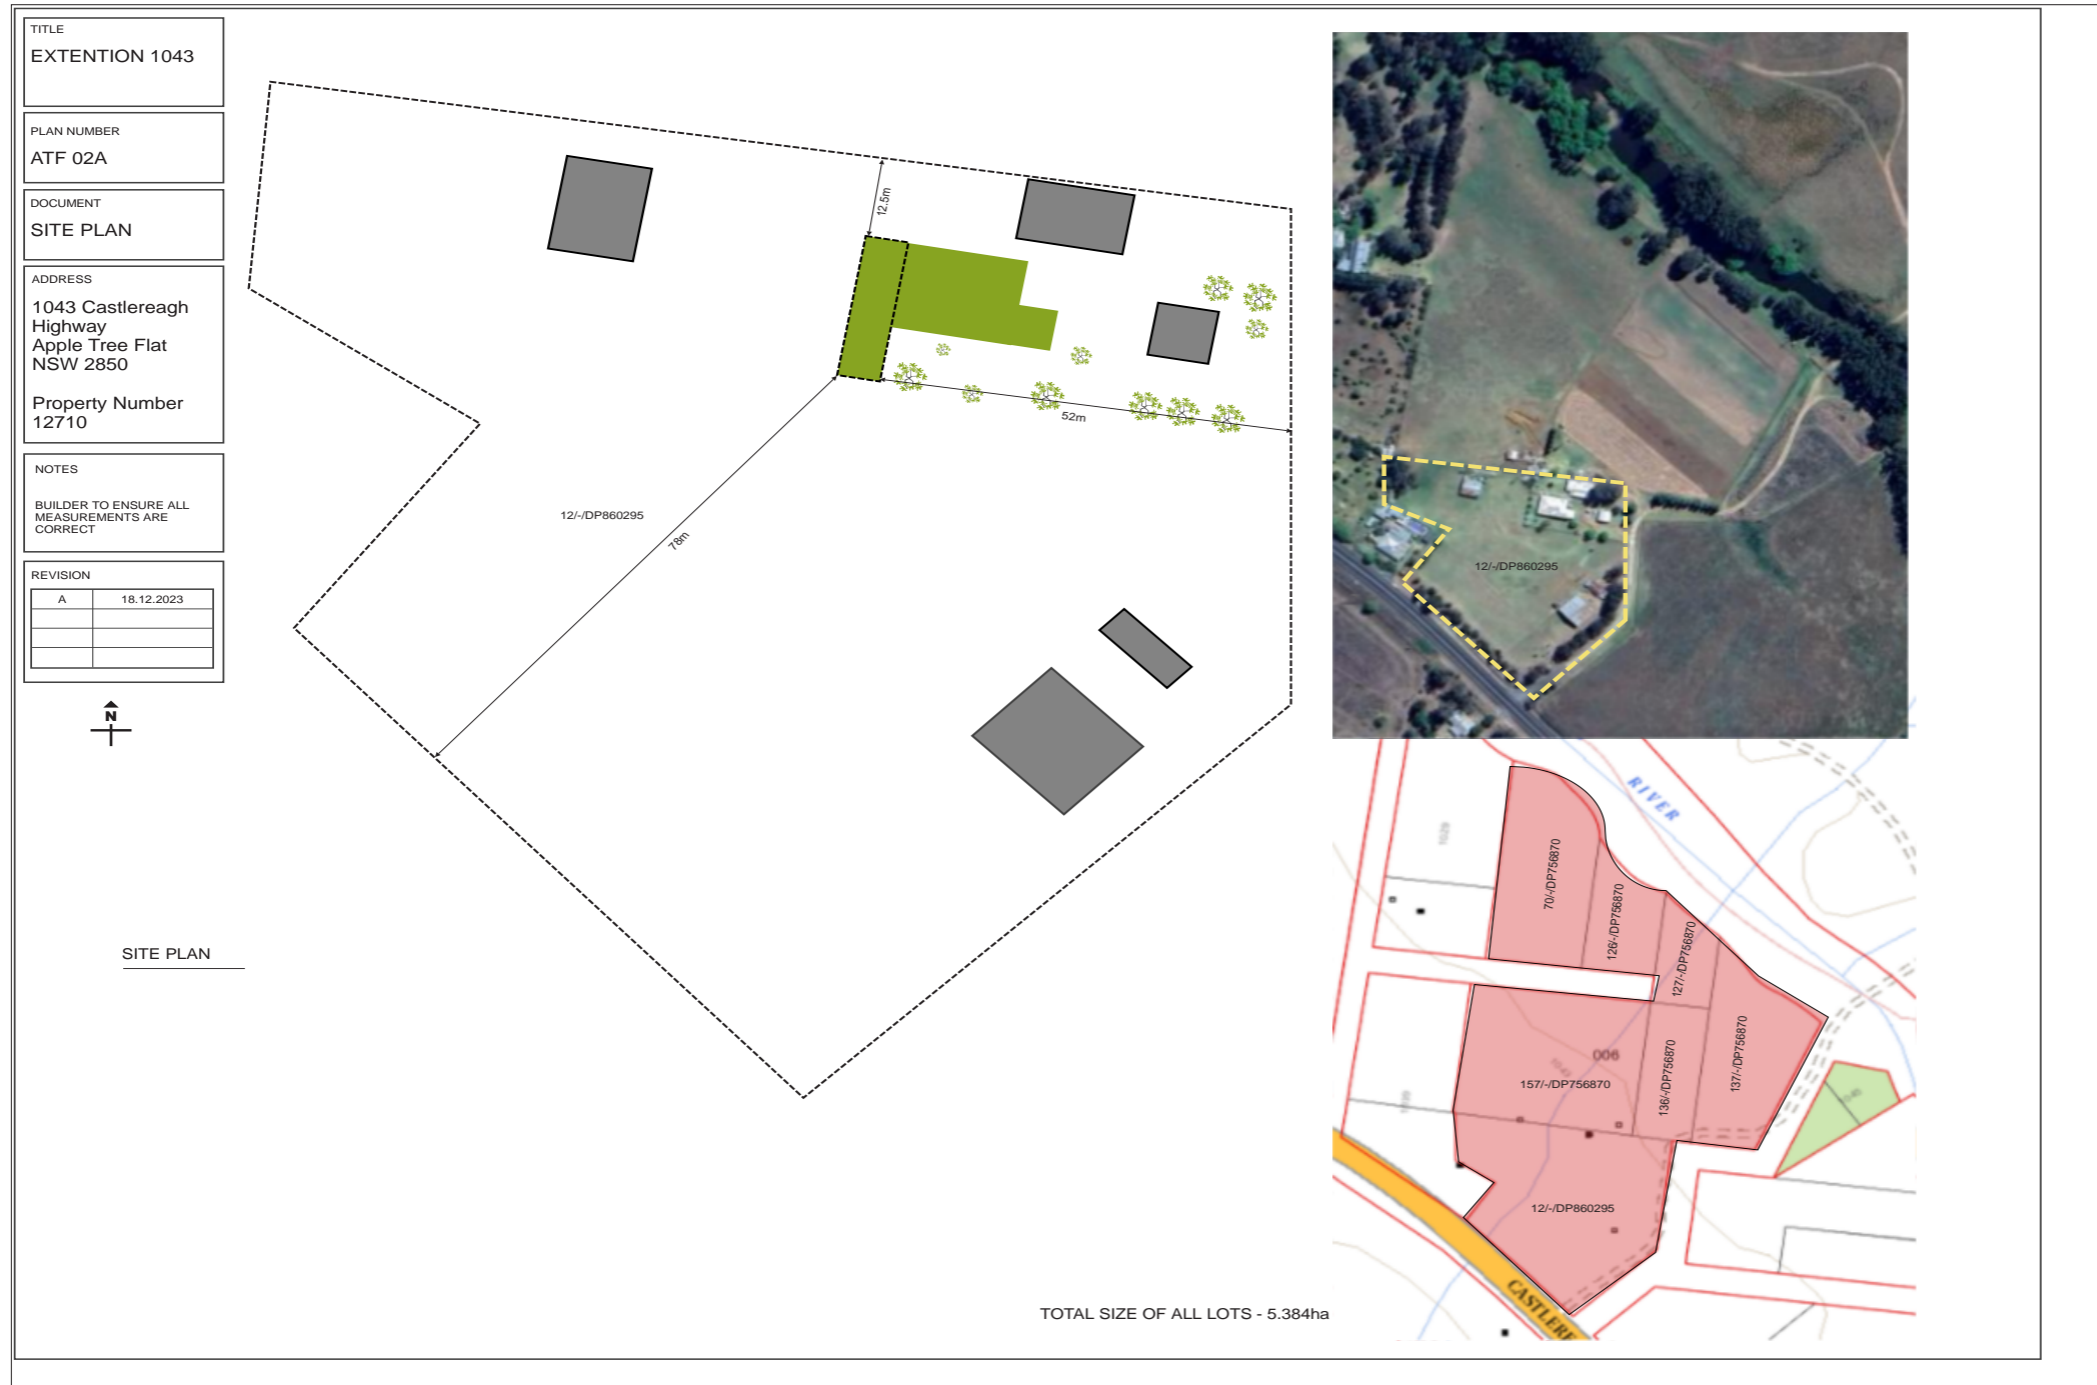 TITLE
EXTENTION 1043
PLAN NUMBER
ATF 02A
DOCUMENT
SITE PLAN
ADDRESS
1043 Castlereagh
Highway
Apple Tree Flat
NSW 2850
Property Number
12710
NOTES
BUILDER TO ENSURE ALL
MEASUREMENTS ARE
CORRECT
REVISION
A 18.12.2023
N
SITE PLAN
12.5m
52m
12/-/DP860295
78m
12/-/DP860295
RIVER
1029
70/-/DP756870
126/-/DP756870
127/-/DP756870
006
157/-/DP756870
136/-/DP756870
137/-/DP756870
12/-/DP860295
CASTLERE
TOTAL SIZE OF ALL LOTS - 5.384ha